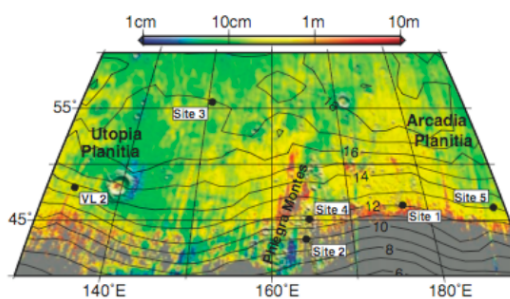 1cm 10cm 1m 10m
55°
Site 3
18
Utopia
Planitia
Arcadia
Planitia
16
14
VL 2
Phlegra Montes
Site 4
12
Site 1
Site 5
45°
10
Site 2
8
6
140°E 160°E 180°E